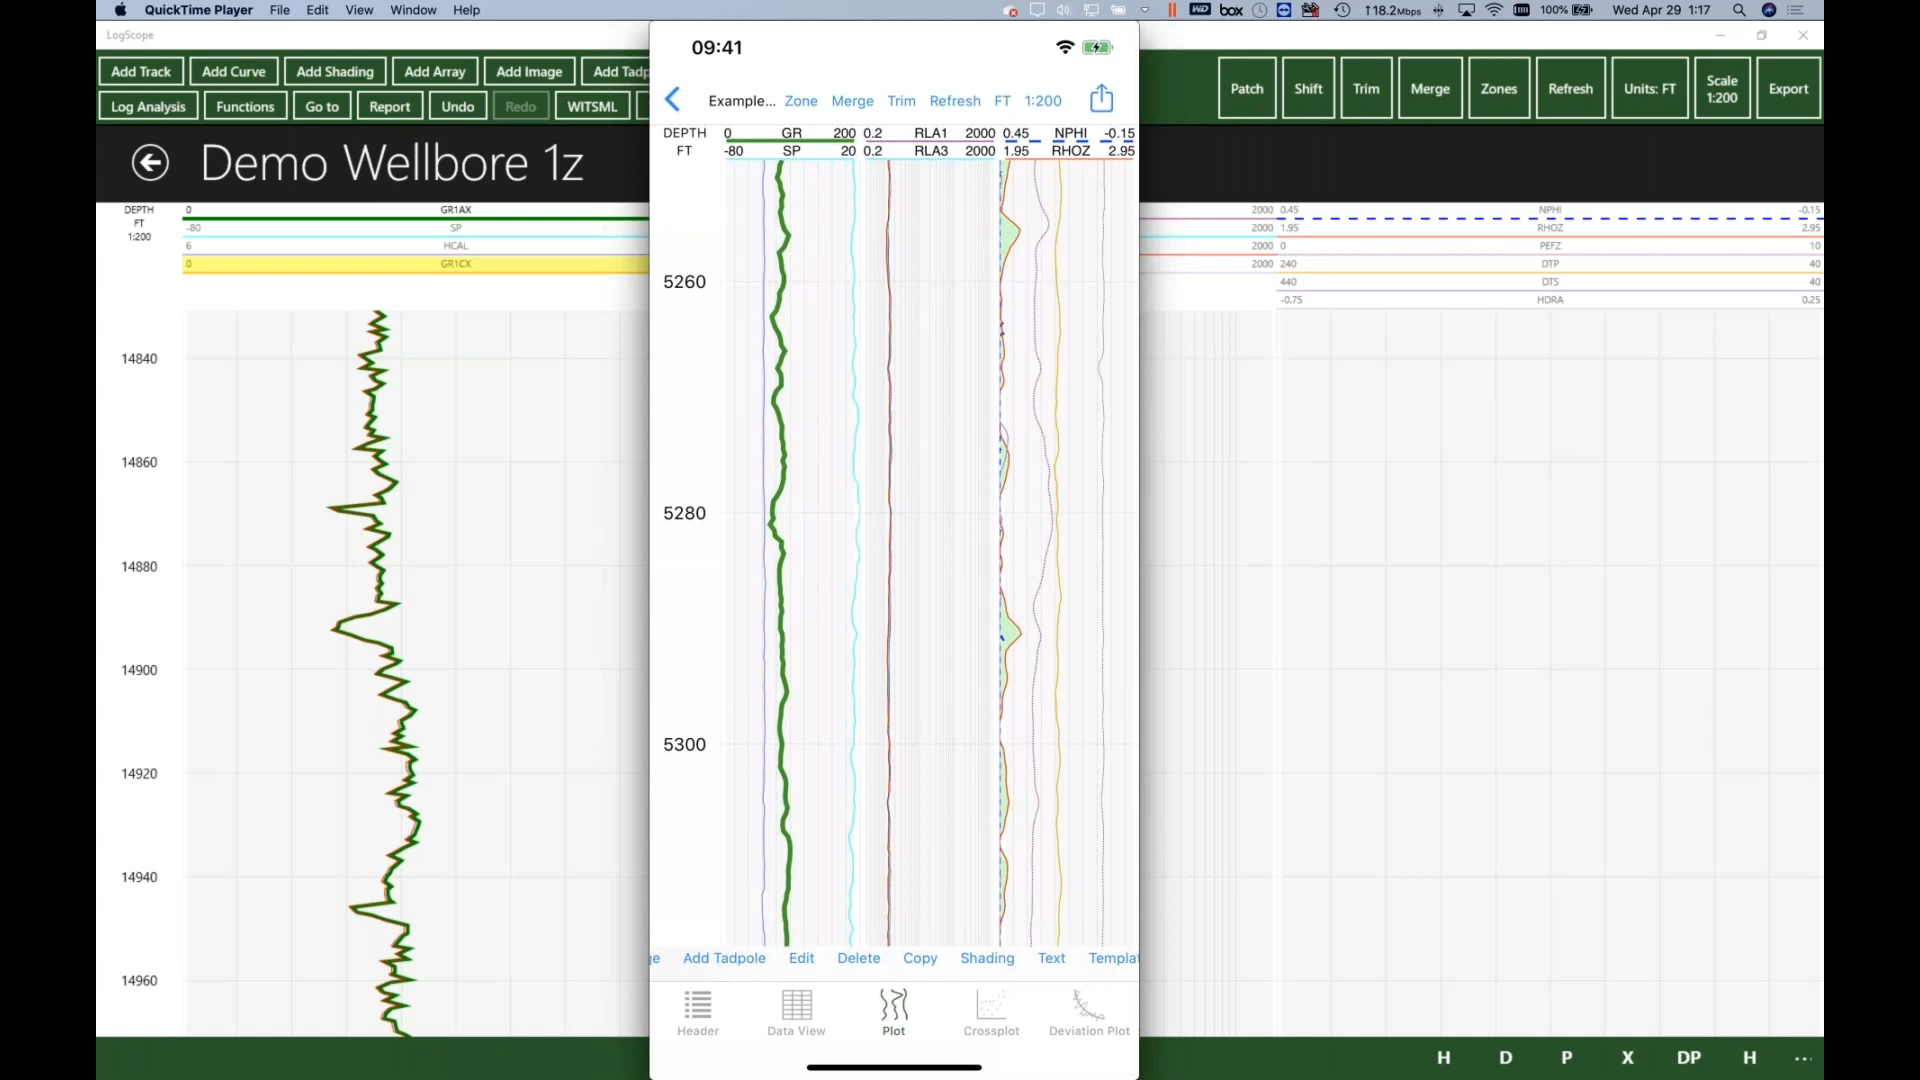 QuickTime Player File Edit View Window Help
WD box 18.2Mbps 100% Wed Apr 29 1:17
LogScope
Add Track Add Curve Add Shading Add Array Add Image Add Tadp
Log Analysis Functions Go to Report Undo Redo WITSML
Patch Shift Trim Merge Zones Refresh Units: FT Scale 1:200 Export
Demo Wellbore 1z
DEPTH
FT
1:200
0 GR1AX
-80 SP
6 HCAL
0 GR1CX
14840
14860
14880
14900
14920
14940
14960
09:41
Example... Zone Merge Trim Refresh FT 1:200
DEPTH 0 GR 200 0.2 RLA1 2000 0.45 NPHI -0.15
FT -80 SP 20 0.2 RLA3 2000 1.95 RHOZ 2.95
5260
5280
5300
ge Add Tadpole Edit Delete Copy Shading Text Templat
Header Data View Plot Crossplot Deviation Plot
2000 0.45 NPHI -0.15
2000 1.95 RHOZ 2.95
2000 0 PEFZ 10
2000 240 DTP 40
440 DTS 40
-0.75 HDRA 0.25
H D P X DP H ...